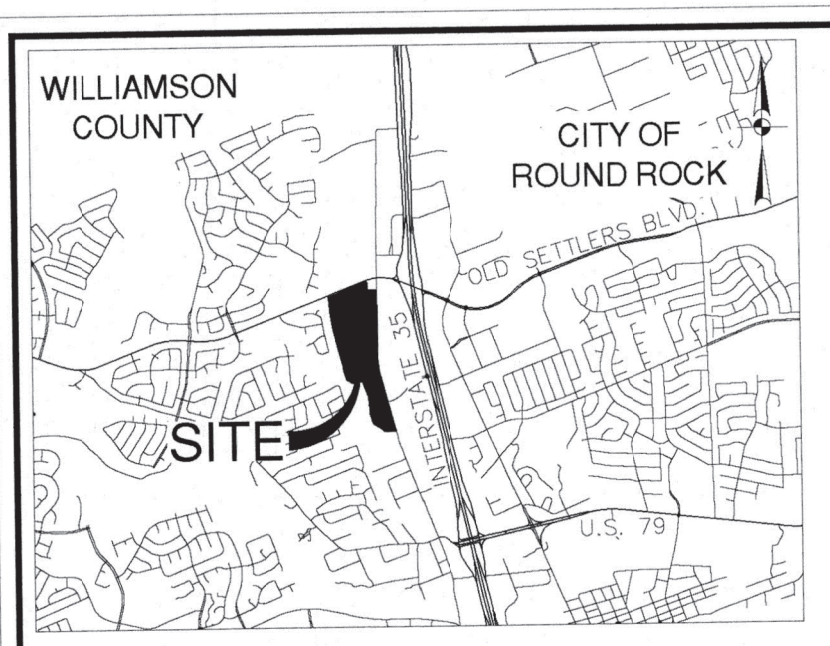 WILLIAMSON
COUNTY
CITY OF
ROUND ROCK
OLD SETTLERS BLVD.
INTERSTATE 35
SITE
U.S. 79